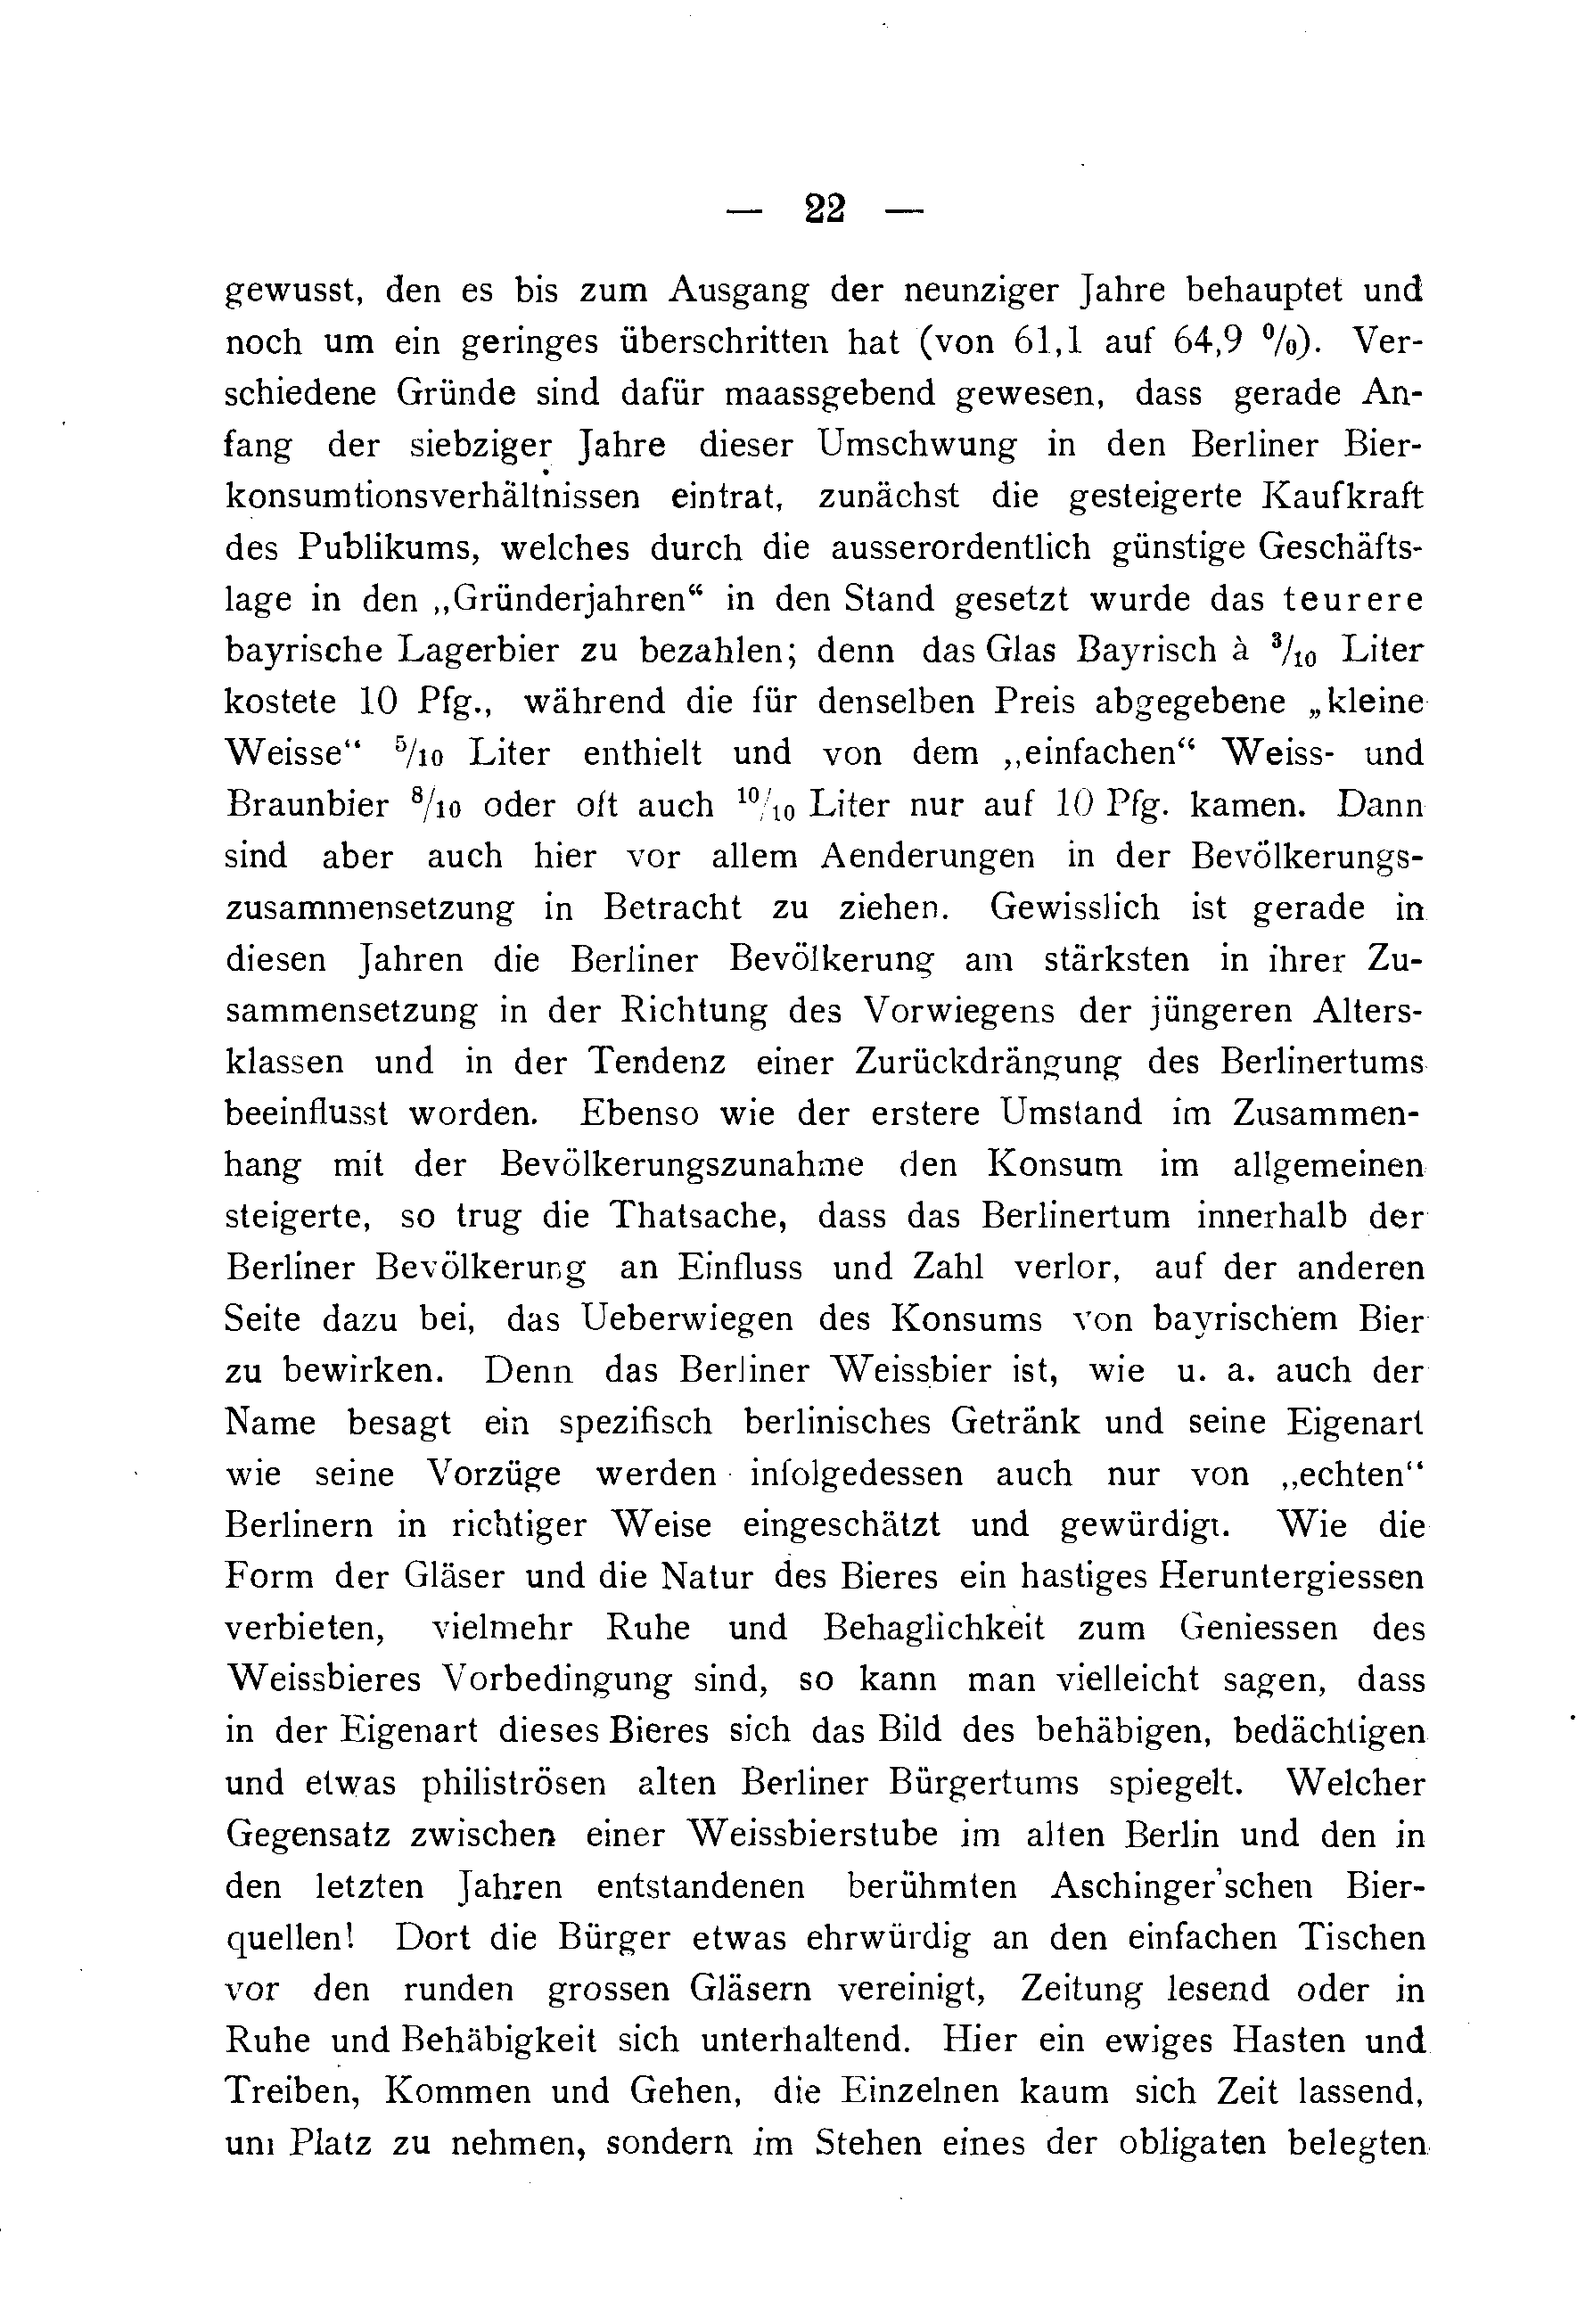 — 22 —
gewusst, den es bis zum Ausgang der neunziger Jahre behauptet und
noch um ein geringes überschritten hat (von 61,1 auf 64,9 %). Ver-
schiedene Gründe sind dafür maassgebend gewesen, dass gerade An-
fang der siebziger Jahre dieser Umschwung in den Berliner Bier-
konsumtionsverhältnissen eintrat, zunächst die gesteigerte Kaufkraft
des Publikums, welches durch die ausserordentlich günstige Geschäfts-
lage in den „Gründerjahren“ in den Stand gesetzt wurde das teurere
bayrische Lagerbier zu bezahlen; denn das Glas Bayrisch à 3/10 Liter
kostete 10 Pfg., während die für denselben Preis abgegebene „kleine
Weisse“ 5/10 Liter enthielt und von dem „einfachen“ Weiss- und
Braunbier 8/10 oder oft auch 10/10 Liter nur auf 10 Pfg. kamen. Dann
sind aber auch hier vor allem Aenderungen in der Bevölkerungs-
zusammensetzung in Betracht zu ziehen. Gewisslich ist gerade in
diesen Jahren die Berliner Bevölkerung am stärksten in ihrer Zu-
sammensetzung in der Richtung des Vorwiegens der jüngeren Alters-
klassen und in der Tendenz einer Zurückdrängung des Berlinertums
beeinflusst worden. Ebenso wie der erstere Umstand im Zusammen-
hang mit der Bevölkerungszunahme den Konsum im allgemeinen
steigerte, so trug die Thatsache, dass das Berlinertum innerhalb der
Berliner Bevölkerung an Einfluss und Zahl verlor, auf der anderen
Seite dazu bei, das Ueberwiegen des Konsums von bayrischem Bier
zu bewirken. Denn das Berliner Weissbier ist, wie u. a. auch der
Name besagt ein spezifisch berlinisches Getränk und seine Eigenart
wie seine Vorzüge werden infolgedessen auch nur von „echten“
Berlinern in richtiger Weise eingeschätzt und gewürdigt. Wie die
Form der Gläser und die Natur des Bieres ein hastiges Heruntergiessen
verbieten, vielmehr Ruhe und Behaglichkeit zum Geniessen des
Weissbieres Vorbedingung sind, so kann man vielleicht sagen, dass
in der Eigenart dieses Bieres sich das Bild des behäbigen, bedächtigen
und etwas philiströsen alten Berliner Bürgertums spiegelt. Welcher
Gegensatz zwischen einer Weissbierstube im alten Berlin und den in
den letzten Jahren entstandenen berühmten Aschinger'schen Bier-
quellen! Dort die Bürger etwas ehrwürdig an den einfachen Tischen
vor den runden grossen Gläsern vereinigt, Zeitung lesend oder in
Ruhe und Behäbigkeit sich unterhaltend. Hier ein ewiges Hasten und
Treiben, Kommen und Gehen, die Einzelnen kaum sich Zeit lassend,
um Platz zu nehmen, sondern im Stehen eines der obligaten belegten